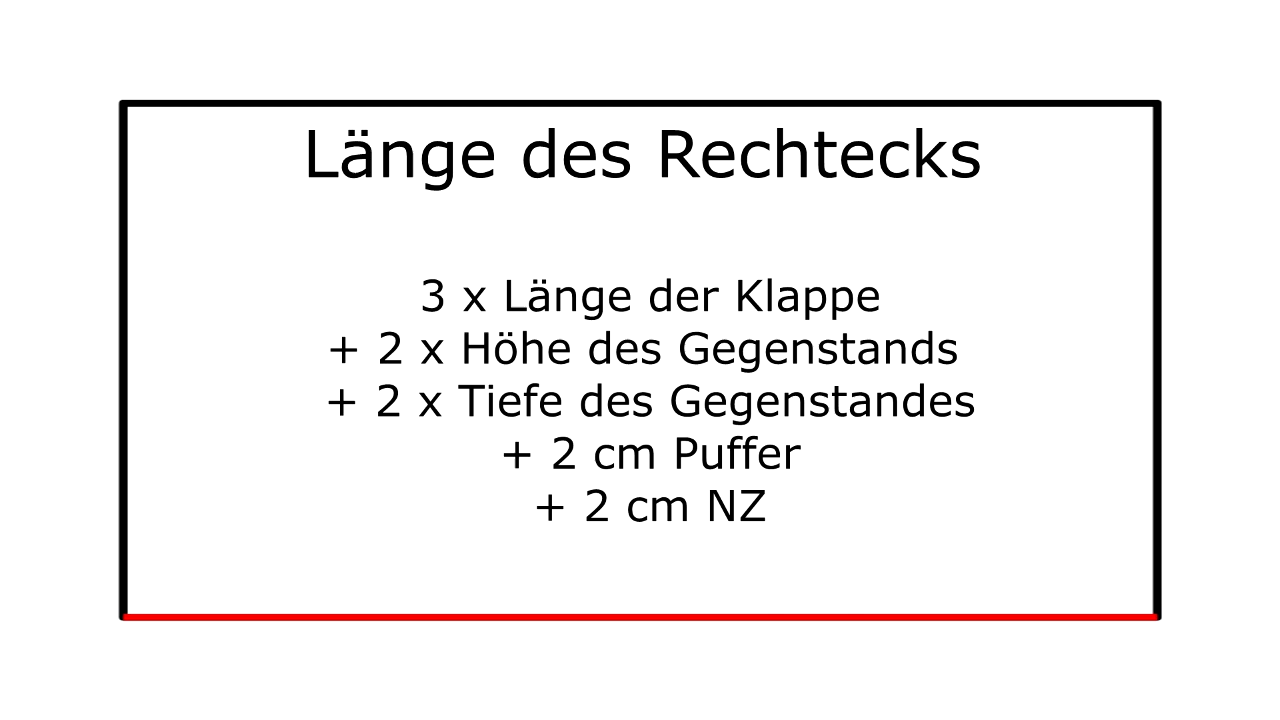 Länge des Rechtecks
3 x Länge der Klappe
+ 2 x Höhe des Gegenstands
+ 2 x Tiefe des Gegenstandes
+ 2 cm Puffer
+ 2 cm NZ